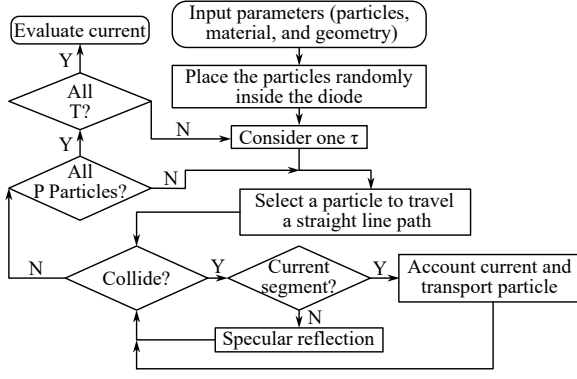 Evaluate current
Input parameters (particles,
material, and geometry)
Y
Place the particles randomly
inside the diode
All
T?
N
Consider one τ
Y
All
P Particles?
N
Select a particle to travel
a straight line path
N
Collide?
Y
Current
segment?
Y
Account current and
transport particle
N
Specular reflection